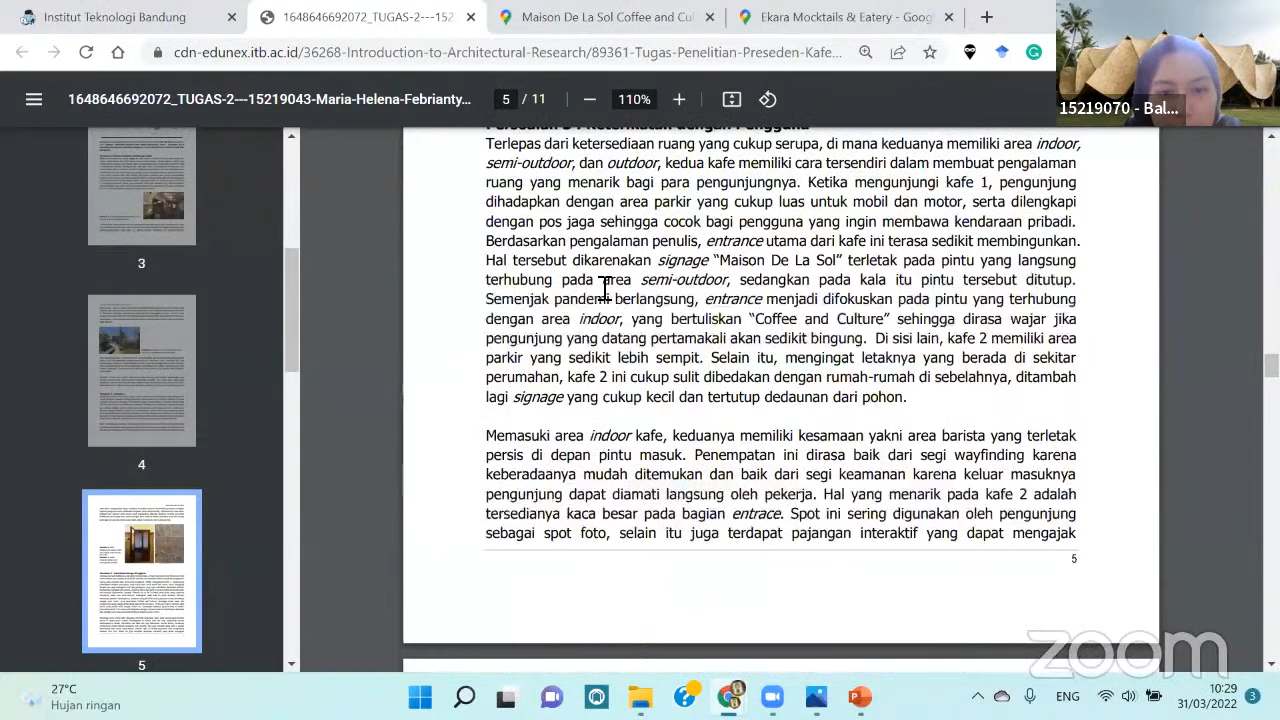 Institut Teknologi Bandung
1648646692072_TUGAS-2---152
Maison De La Sol Coffee and Cul
Ekara Mocktails & Eatery - Goog
cdn-edunex.itb.ac.id/36268-Introduction-to-Architectural-Research/89361-Tugas-Penelitian-Preseden-Kafe...
1648646692072_TUGAS-2---15219043-Maria Helena Febrianty...
5 / 11
110%
15219070 - Bal...
3
4
5
Terlepas dari ketersediaan ruang yang cukup serupa, di mana keduanya memiliki area indoor,
semi-outdoor, dan outdoor, kedua kafe memiliki cara tersendiri dalam membuat pengalaman
ruang yang menarik bagi para pengunjungnya. Ketika mengunjungi kafe 1, pengunjung
dihadapkan dengan area parkir yang cukup luas untuk mobil dan motor, serta dilengkapi
dengan pagar sehingga cocok bagi pengguna yang ingin membawa kendaraan pribadi.
Berdasarkan pengalaman penulis, entrance utama dari kafe ini terasa sedikit membingungkan.
Hal tersebut dikarenakan signage “Maison De La Sol” terletak pada pintu yang langsung
terhubung pada area semi-outdoor, sedangkan pada kala itu pintu tersebut ditutup.
Semenjak pandemi berlangsung, entrance menjadi difokuskan pada pintu yang terhubung
dengan area indoor, yang bertuliskan “Coffee and Culture” sehingga dirasa wajar jika
pengunjung yang datang pertamakali akan sedikit bingung. Di sisi lain, kafe 2 memiliki area
parkir yang sedikit lebih sempit. Selain itu, mengingat letaknya yang berada di sekitar
perumahan, kafe 2 ini cukup sulit dibedakan dengan rumah-rumah di sebelahnya, ditambah
lagi signage yang cukup kecil dan tertutup dedaunan dari pohon.
Memasuki area indoor kafe, keduanya memiliki kesamaan yakni area barista yang terletak
persis di depan pintu masuk. Penempatan ini dirasa baik dari segi wayfinding karena
keberadaanya mudah ditemukan dan baik dari segi keamanan karena keluar masuknya
pengunjung dapat diamati langsung oleh pekerja. Hal yang menarik pada kafe 2 adalah
tersedianya kaca besar pada bagian entrace. Spot ini sering digunakan oleh pengunjung
sebagai spot foto, selain itu juga terdapat pajangan interaktif yang dapat mengajak
5
zoom
27°C
Hujan ringan
ENG
10:29
31/03/2022
3